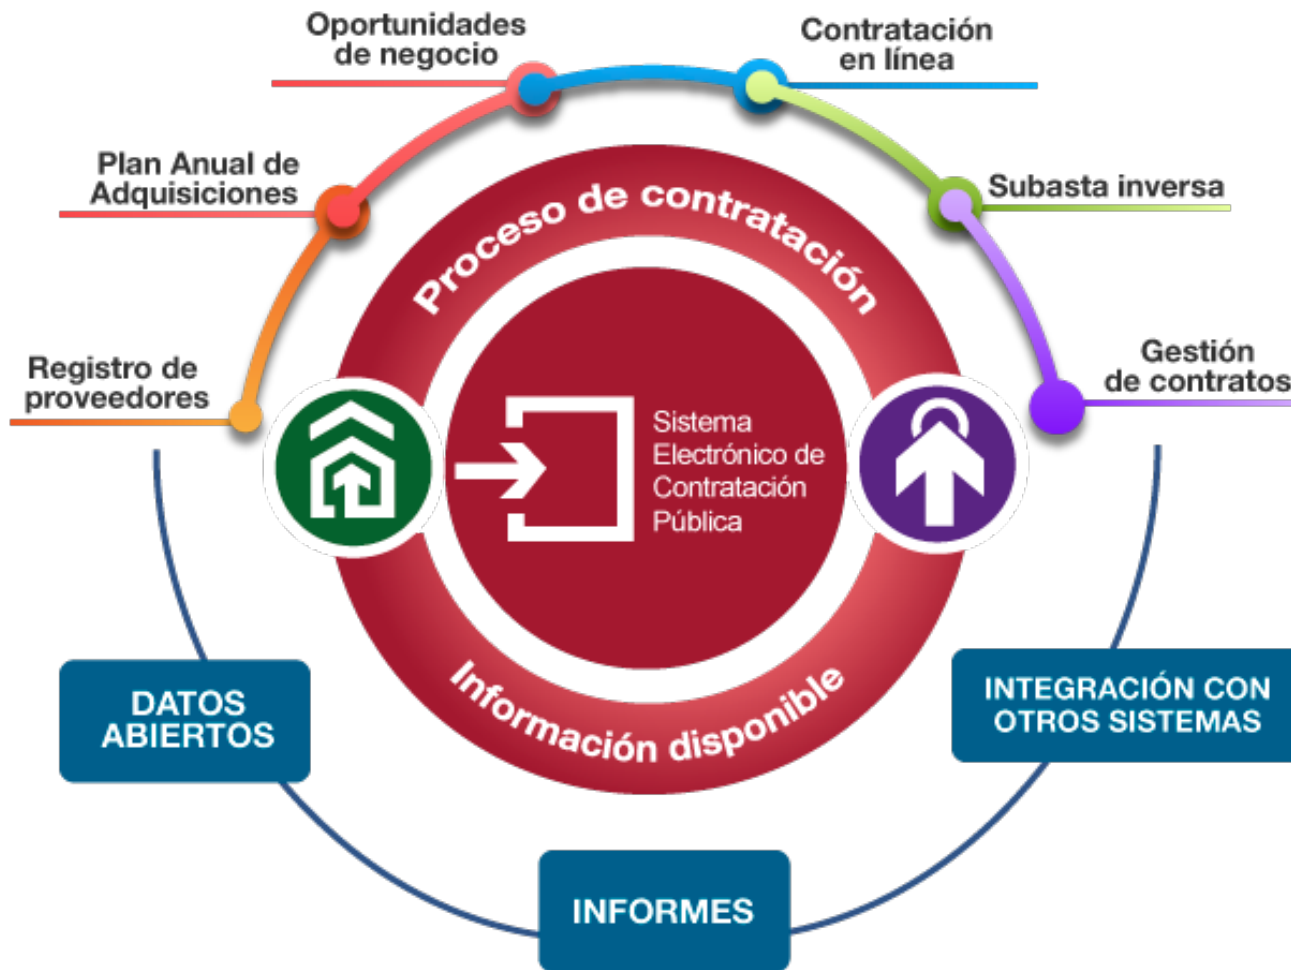 Oportunidades
de negocio
Contratación
en línea
Plan Anual de
Adquisiciones
Subasta inversa
Registro de
proveedores
Gestión
de contratos
Proceso de contratación
Sistema
Electrónico de
Contratación
Pública
Información disponible
DATOS
ABIERTOS
INTEGRACIÓN CON
OTROS SISTEMAS
INFORMES